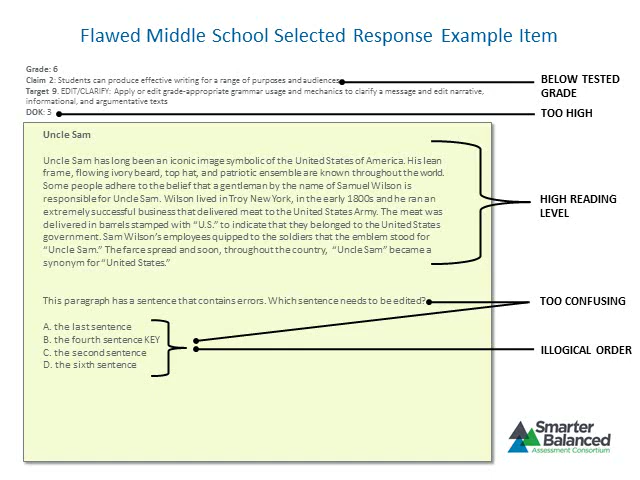 Flawed Middle School Selected Response Example Item
Grade: 6
Claim 2: Students can produce effective writing for a range of purposes and audiences.
BELOW TESTED
GRADE
Target 9. EDIT/CLARIFY: Apply or edit grade-appropriate grammar usage and mechanics to clarify a message and edit narrative,
informational, and argumentative texts
DOK: 3
TOO HIGH
Uncle Sam
Uncle Sam has long been an iconic image symbolic of the United States of America. His lean
frame, flowing ivory beard, top hat, and patriotic ensemble are known throughout the world.
Some people adhere to the belief that a gentleman by the name of Samuel Wilson is
responsible for Uncle Sam. Wilson lived in Troy New York, in the early 1800s and he ran an
extremely successful business that delivered meat to the United States Army. The meat was
delivered in barrels stamped with "U.S." to indicate that they belonged to the United States
government. Sam Wilson's employees quipped to the soldiers that the emblem stood for
"Uncle Sam." The farce spread and soon, throughout the country, "Uncle Sam" became a
synonym for "United States."
HIGH READING
LEVEL
This paragraph has a sentence that contains errors. Which sentence needs to be edited?
TOO CONFUSING
A. the last sentence
B. the fourth sentence KEY
C. the second sentence
D. the sixth sentence
ILLOGICAL ORDER
Smarter
Balanced
Assessment Consortium